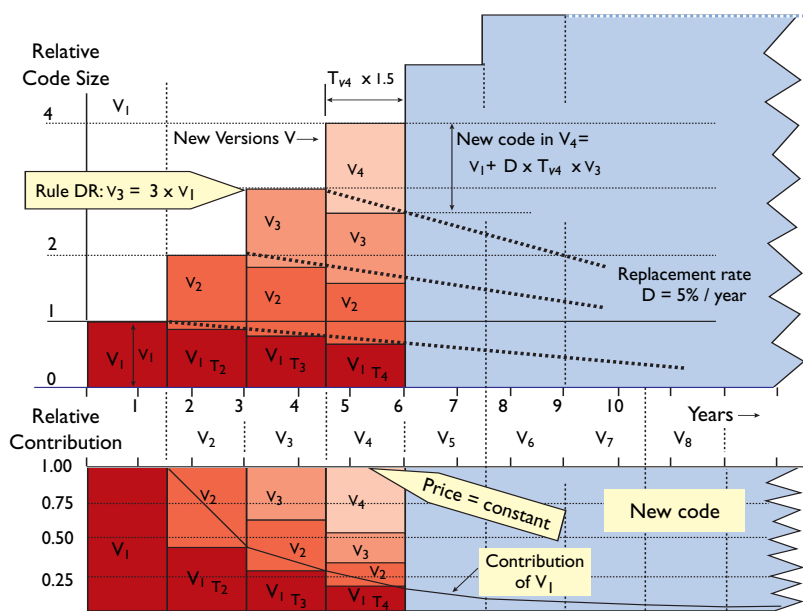 Relative
Code Size
V₁
T_v4 x 1.5
4
New Versions V
New code in V₄=
V₁+ D x T_v4 x V₃
V₄
Rule DR: V₃ = 3 x V₁
V₃
V₃
2
V₂
V₂
V₂
Replacement rate
D = 5% / year
1
V₁
V₁
V₁ T₂
V₁ T₃
V₁ T₄
0
1 2 3 4 5 6 7 8 9 10
Years
Relative
Contribution
V₂ V₃ V₄ V₅ V₆ V₇ V₈
1.00
V₂
V₃
V₄
Price = constant
0.75
New code
0.50
V₁
V₂
V₃
V₂
Contribution
of V₁
0.25
V₁ T₂
V₁ T₃
V₁ T₄